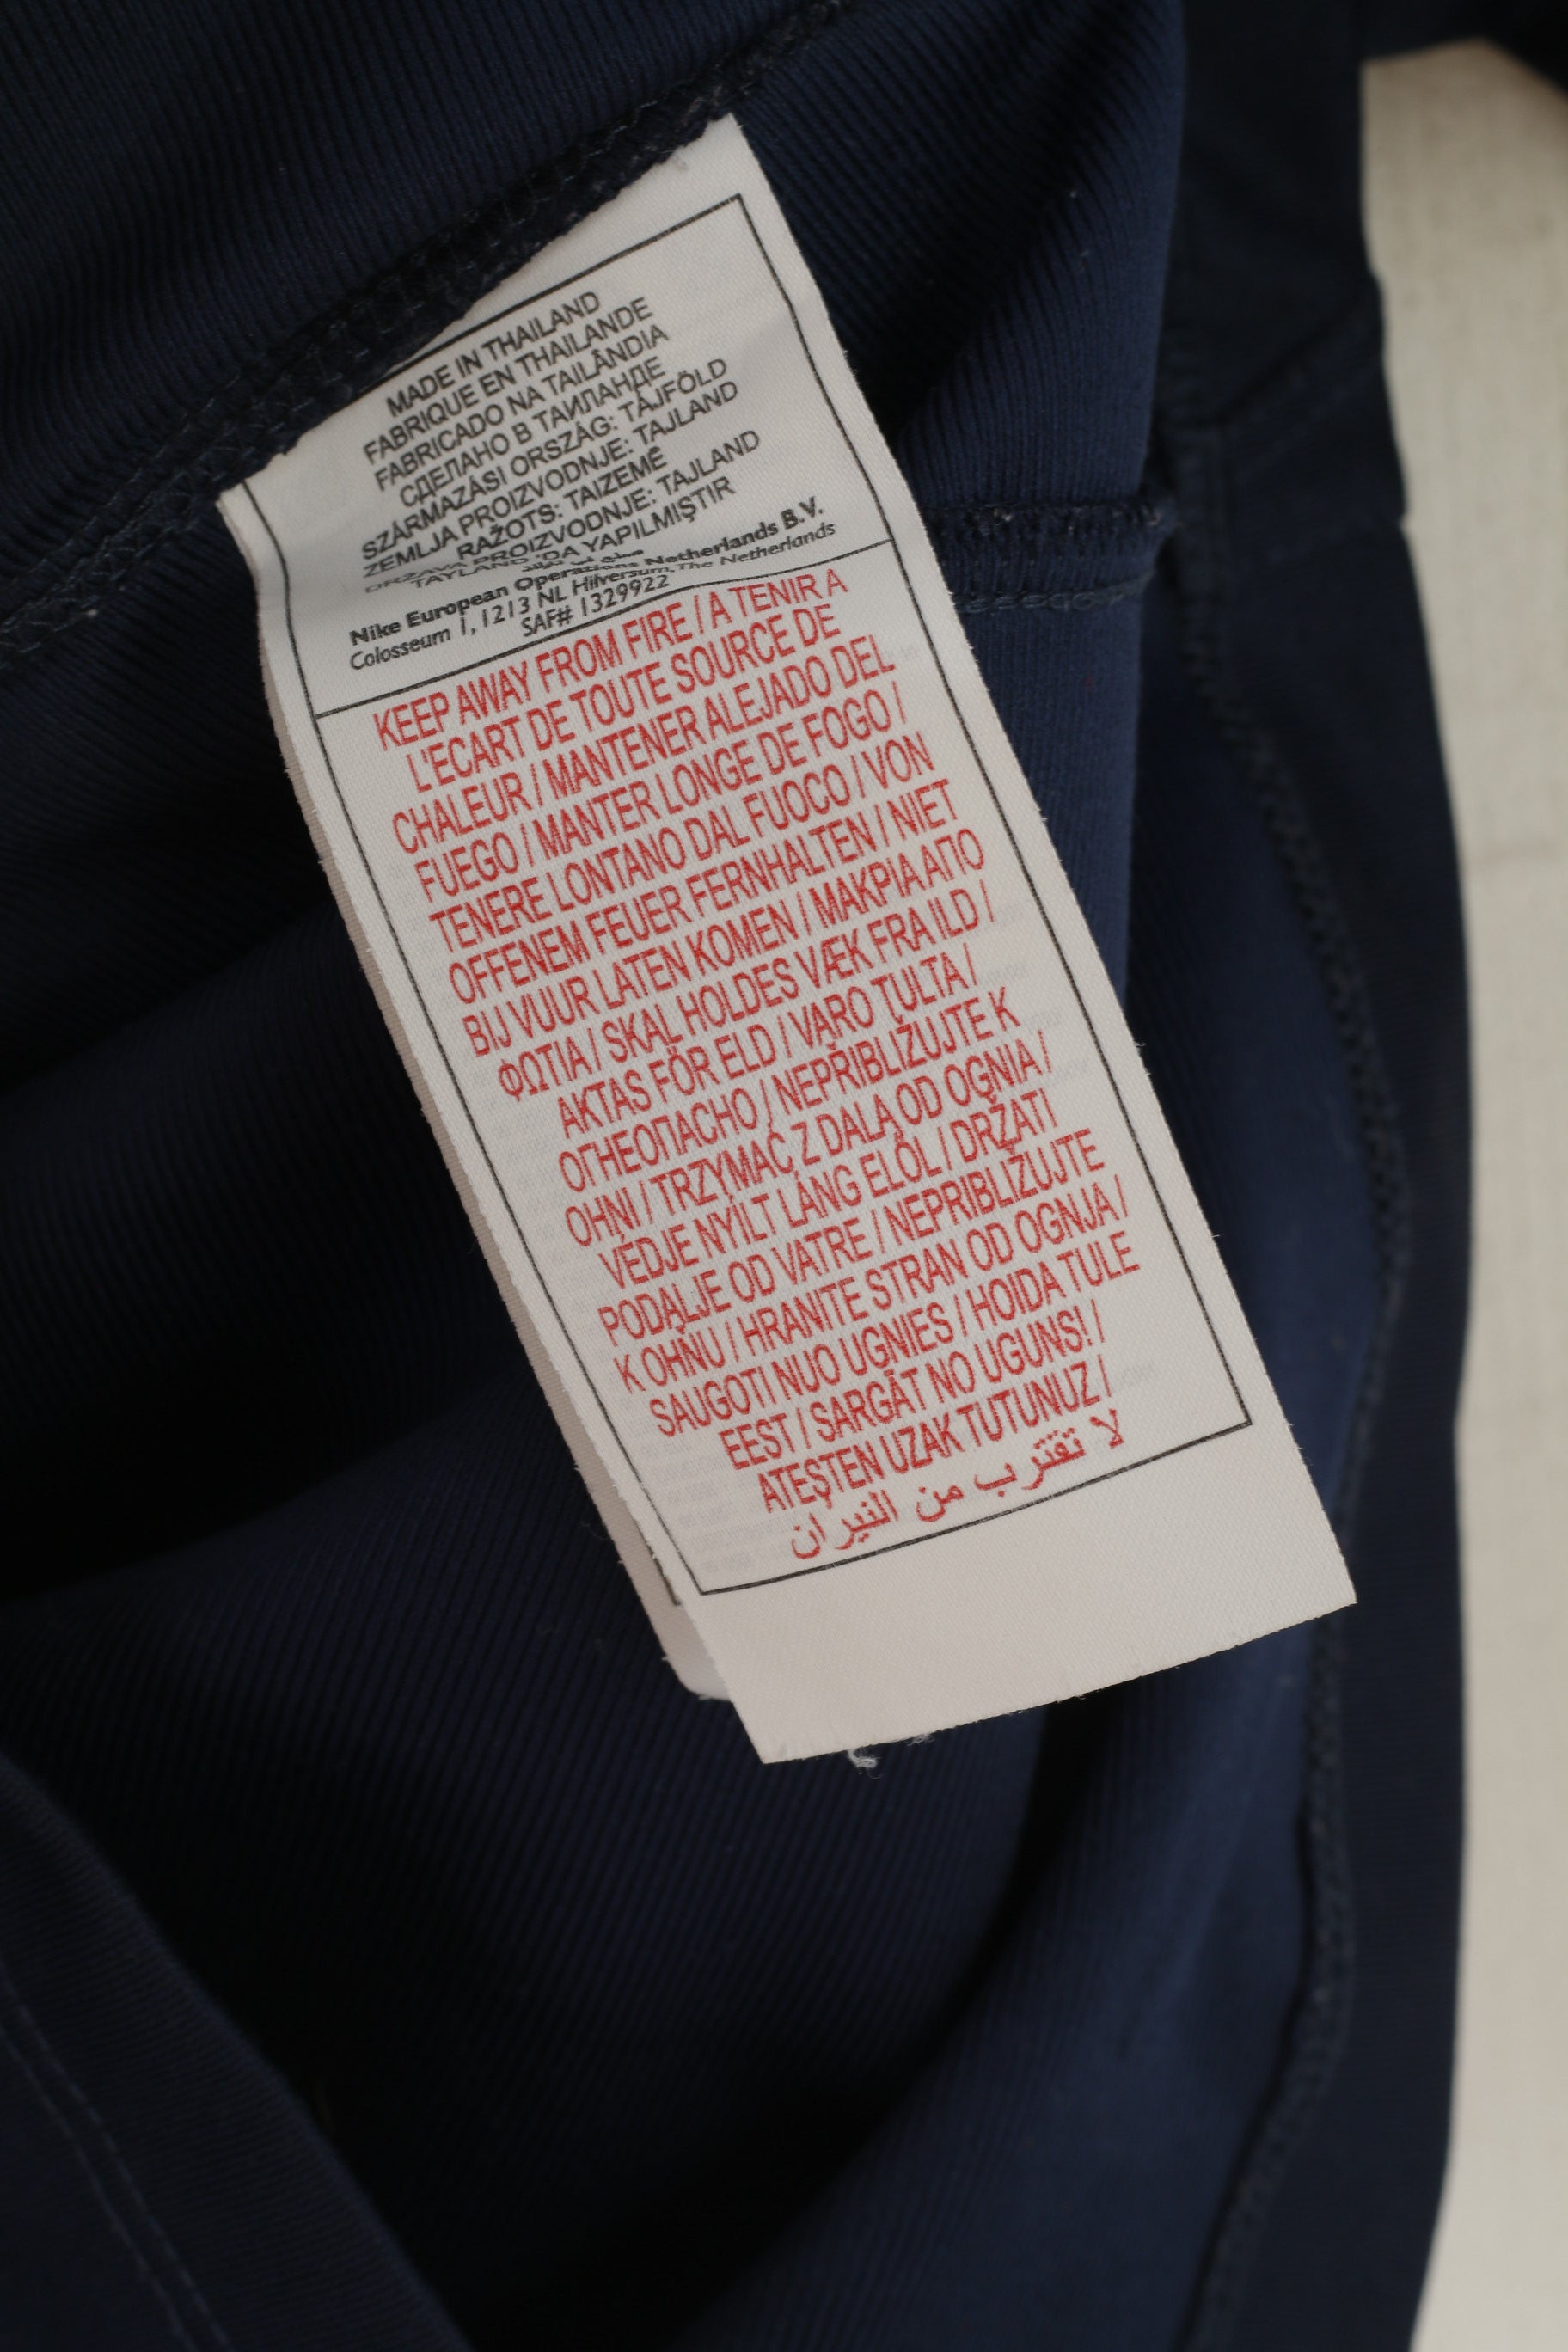 MADE IN THAILAND
FABRIQUE EN THAILANDE
FABRICADO NA TAILÂNDIA
СДЕЛАНО В ТАИЛАНДЕ
SZÁRMAZÁSI ORSZÁG: TÁJFÖLD
ZEMLJA PROIZVODNJE: TAJLAND
RAŽOTS: TAIZEMĒ
DRZAVA PROIZVODNJE: TAJLAND
TAYLAND 'DA YAPILMIŞTIR
Nike European Operations Netherlands B.V.
Colosseum 1, 1213 NL Hilversum, The Netherlands
SAF# 1329922
KEEP AWAY FROM FIRE / A TENIR A
L'ECART DE TOUTE SOURCE DE
CHALEUR / MANTENER ALEJADO DEL
FUEGO / MANTER LONGE DE FOGO /
TENERE LONTANO DAL FUOCO / VON
OFFENEM FEUER FERNHALTEN / NIET
BIJ VUUR LATEN KOMEN / ΜΑΚΡΙΑ ΑΠΟ
ΦΩΤΙΑ / SKAL HOLDES VÆK FRA ILD /
AKTAS FÖR ELD / VARO TULTA /
ОГНЕОПАСНО / NEPŘIBLIŽUJTE K
OHNI / TRZYMAĆ Z DALA OD OGNIA /
VÉDJE NYÍLT LÁNG ELŐL / DRŽATI
PODALJE OD VATRE / NEPRIBLIŽUJTE
K OHŇU / HRANITE STRAN OD OGNJA /
SAUGOTI NUO UGNIES / HOIDA TULE
EEST / SARGĀT NO UGUNS! /
ATEŞTEN UZAK TUTUNUZ /
لا تقترب من النيران